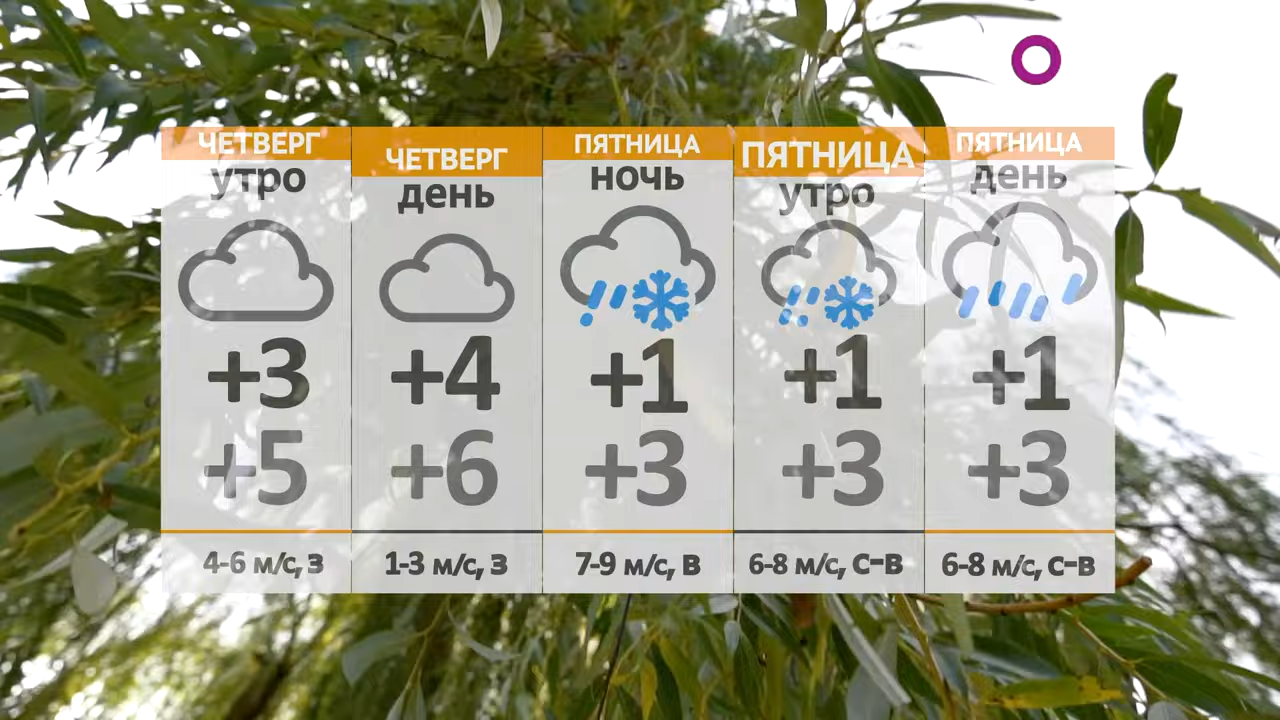 ЧЕТВЕРГ
утро
+3
+5
4-6 м/с, З
ЧЕТВЕРГ
день
+4
+6
1-3 м/с, З
ПЯТНИЦА
ночь
+1
+3
7-9 м/с, В
ПЯТНИЦА
утро
+1
+3
6-8 м/с, С-В
ПЯТНИЦА
день
+1
+3
6-8 м/с, С-В